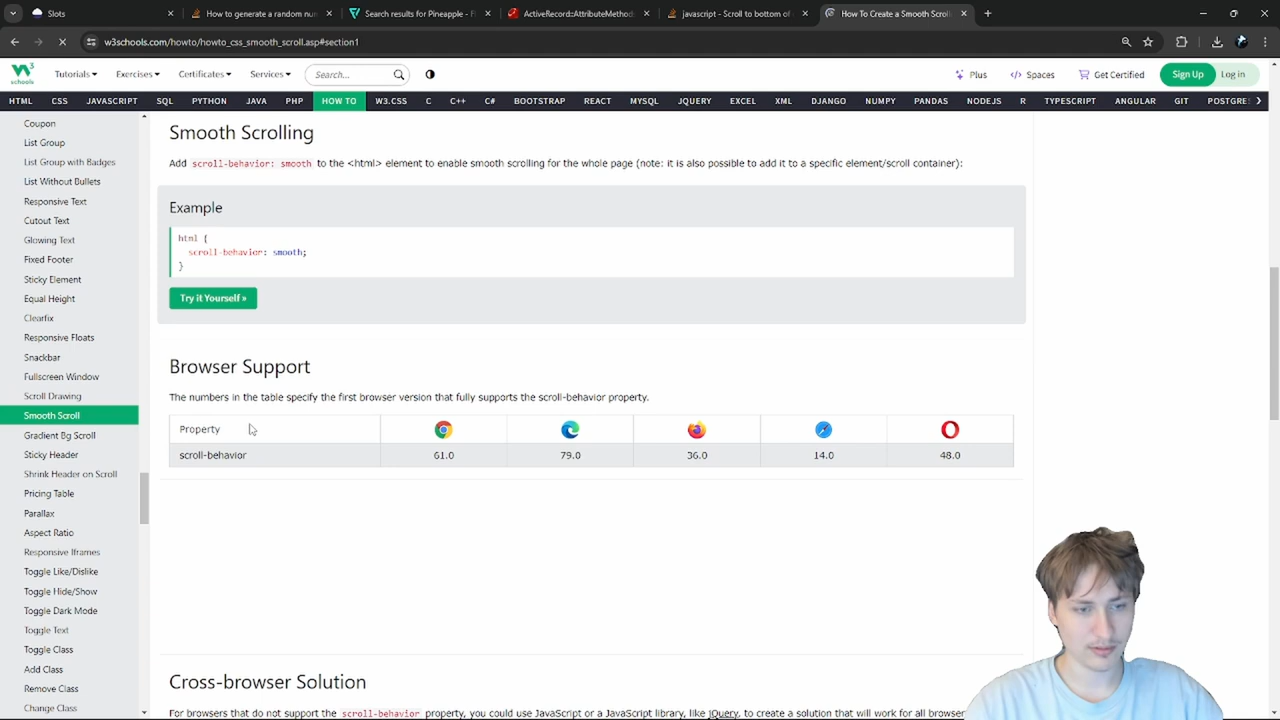 Slots
How to generate a random num
Search results for Pineapple - F
ActiveRecord::AttributeMethod
javascript - Scroll to bottom of
How To Create a Smooth Scroll
w3schools.com/howto/howto_css_smooth_scroll.asp#section1
W3 schools
Tutorials
Exercises
Certificates
Services
Search...
Plus
Spaces
Get Certified
Sign Up
Log in
HTML CSS JAVASCRIPT SQL PYTHON JAVA PHP HOW TO W3.CSS C C++ C# BOOTSTRAP REACT MYSQL JQUERY EXCEL XML DJANGO NUMPY PANDAS NODEJS R TYPESCRIPT ANGULAR GIT POSTGRES
Coupon
List Group
List Group with Badges
List Without Bullets
Responsive Text
Cutout Text
Glowing Text
Fixed Footer
Sticky Element
Equal Height
Clearfix
Responsive Floats
Snackbar
Fullscreen Window
Scroll Drawing
Smooth Scroll
Gradient Bg Scroll
Sticky Header
Shrink Header on Scroll
Pricing Table
Parallax
Aspect Ratio
Responsive Iframes
Toggle Like/Dislike
Toggle Hide/Show
Toggle Dark Mode
Toggle Text
Toggle Class
Add Class
Remove Class
Change Class
Smooth Scrolling
Add scroll-behavior: smooth to the <html> element to enable smooth scrolling for the whole page (note: it is also possible to add it to a specific element/scroll container):
Example
html {
scroll-behavior: smooth;
}
Try it Yourself »
Browser Support
The numbers in the table specify the first browser version that fully supports the scroll-behavior property.
Property
scroll-behavior 61.0 79.0 36.0 14.0 48.0
Cross-browser Solution
For browsers that do not support the scroll-behavior property, you could use JavaScript or a JavaScript library, like jQuery, to create a solution that will work for all browser